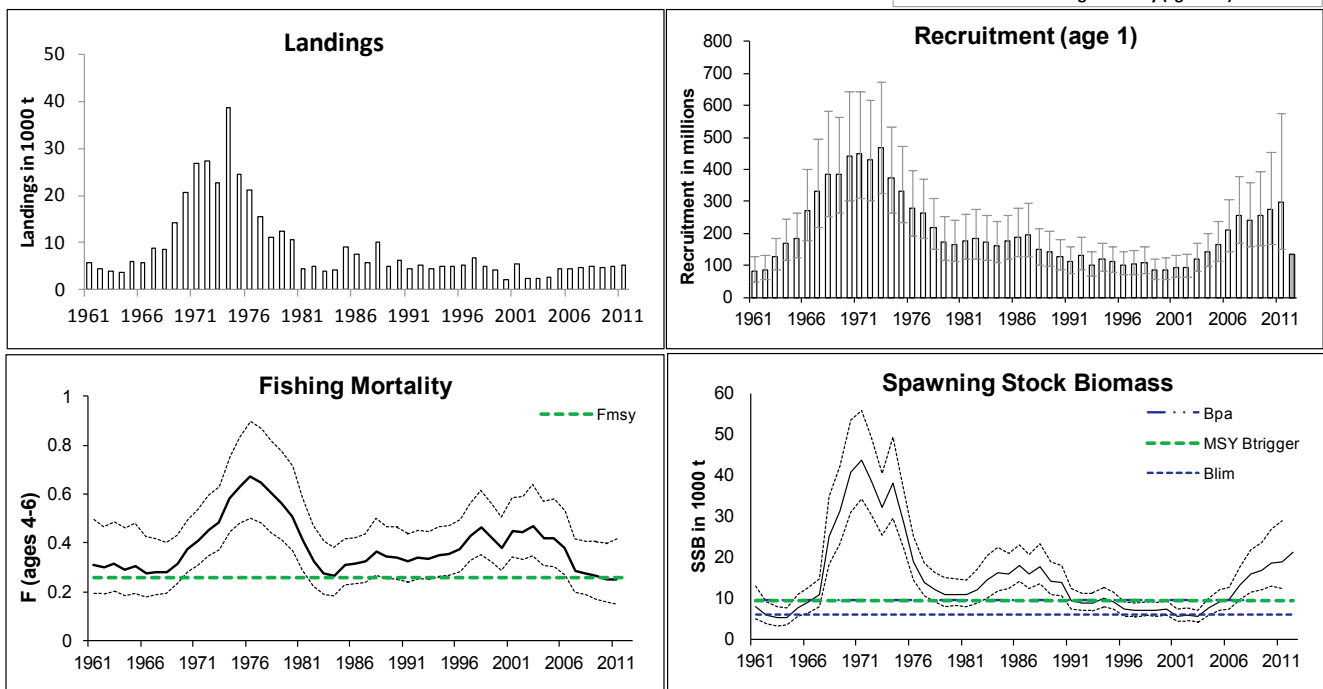 Landings
Landings in 1000 t
50
40
30
20
10
0
1961 1966 1971 1976 1981 1986 1991 1996 2001 2006 2011
Recruitment (age 1)
Recruitment in millions
800
700
600
500
400
300
200
100
0
1961 1966 1971 1976 1981 1986 1991 1996 2001 2006 2011
Fishing Mortality
F (ages 4-6)
1
0.8
0.6
0.4
0.2
0
Fmsy
1961 1966 1971 1976 1981 1986 1991 1996 2001 2007 2012
Spawning Stock Biomass
SSB in 1000 t
60
50
40
30
20
10
0
Bpa
MSY Btrigger
Blim
1961 1966 1971 1976 1981 1986 1991 1996 2001 2007 2012